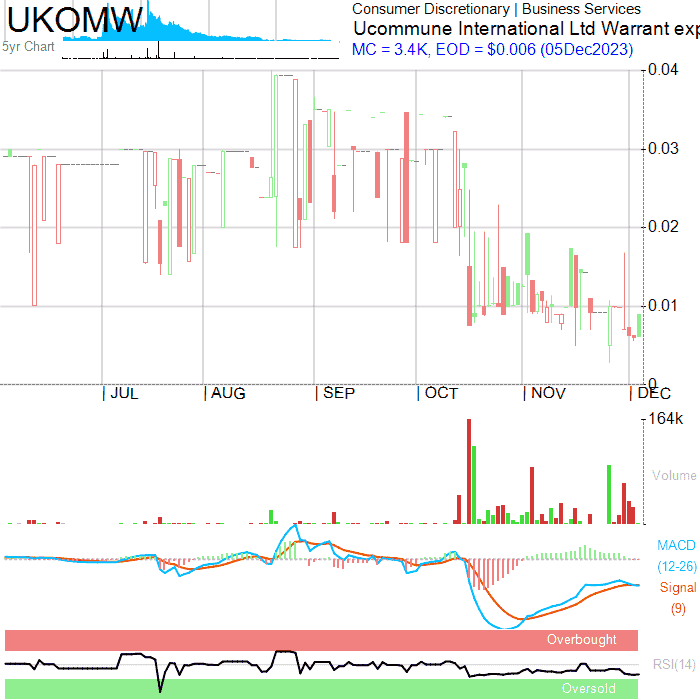 UKOMW
5yr Chart
Consumer Discretionary | Business Services
Ucommune International Ltd Warrant exp
MC = 3.4K, EOD = $0.006 (05Dec2023)
0.04
0.03
0.02
0.01
0
| JUL | AUG | SEP | OCT | NOV | DEC
164k
Volume
MACD
(12-26)
Signal
(9)
Overbought
RSI(14)
Oversold